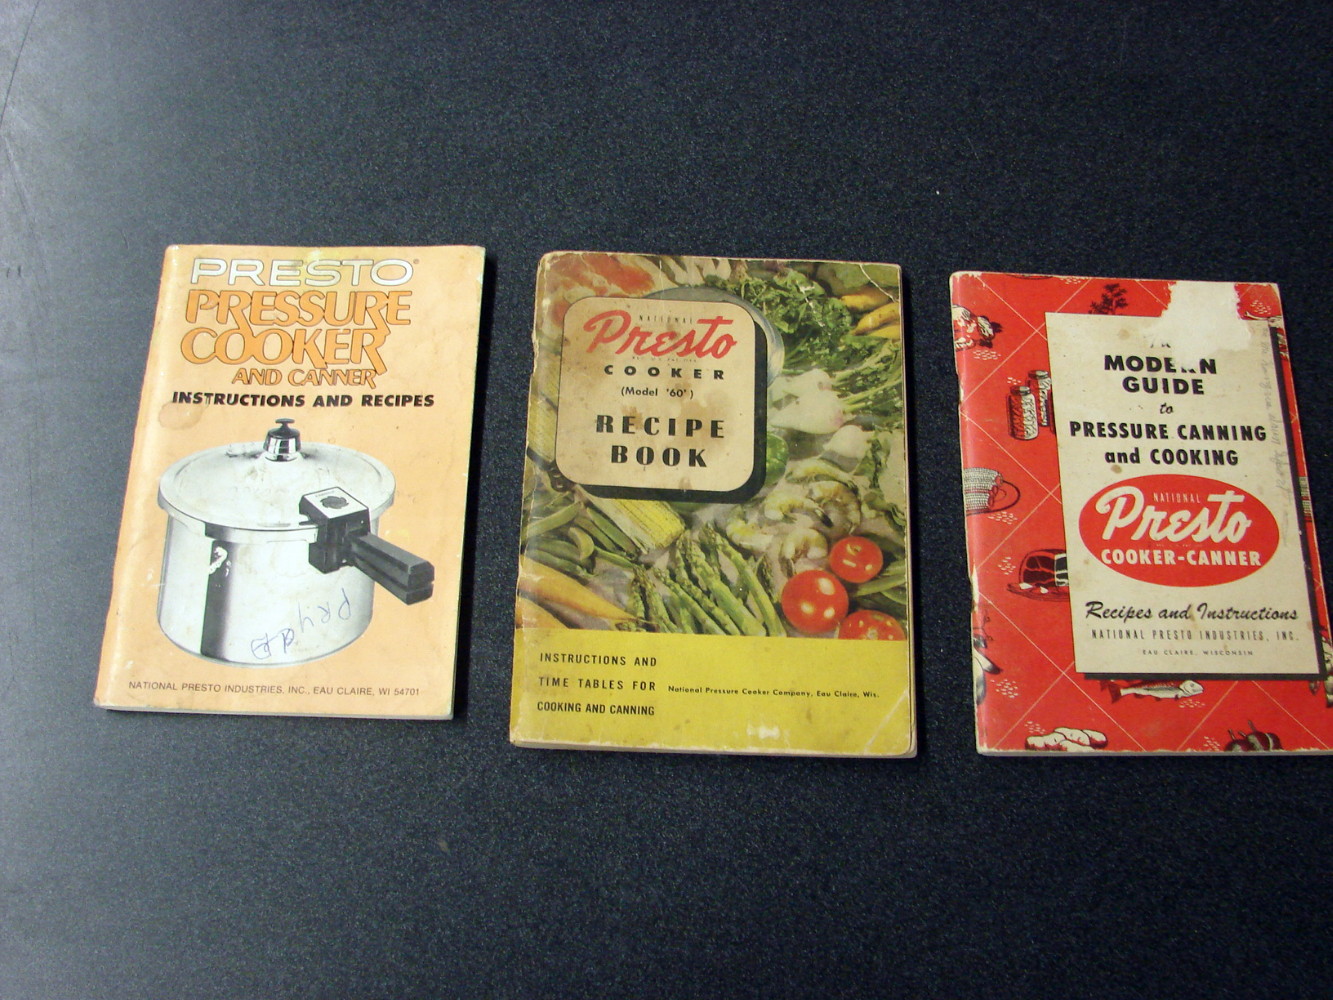 PRESTO®
PRESSURE
COOKER
AND CANNER
INSTRUCTIONS AND RECIPES
NATIONAL PRESTO INDUSTRIES, INC., EAU CLAIRE, WI 54701
NATIONAL
Presto
COOKER
(Model '60')
RECIPE
BOOK
INSTRUCTIONS AND
TIME TABLES FOR
COOKING AND CANNING
National Pressure Cooker Company, Eau Claire, Wis.
MODERN
GUIDE
to
PRESSURE CANNING
and COOKING
NATIONAL
Presto
COOKER-CANNER
Recipes and Instructions
NATIONAL PRESTO INDUSTRIES, INC.
EAU CLAIRE, WISCONSIN